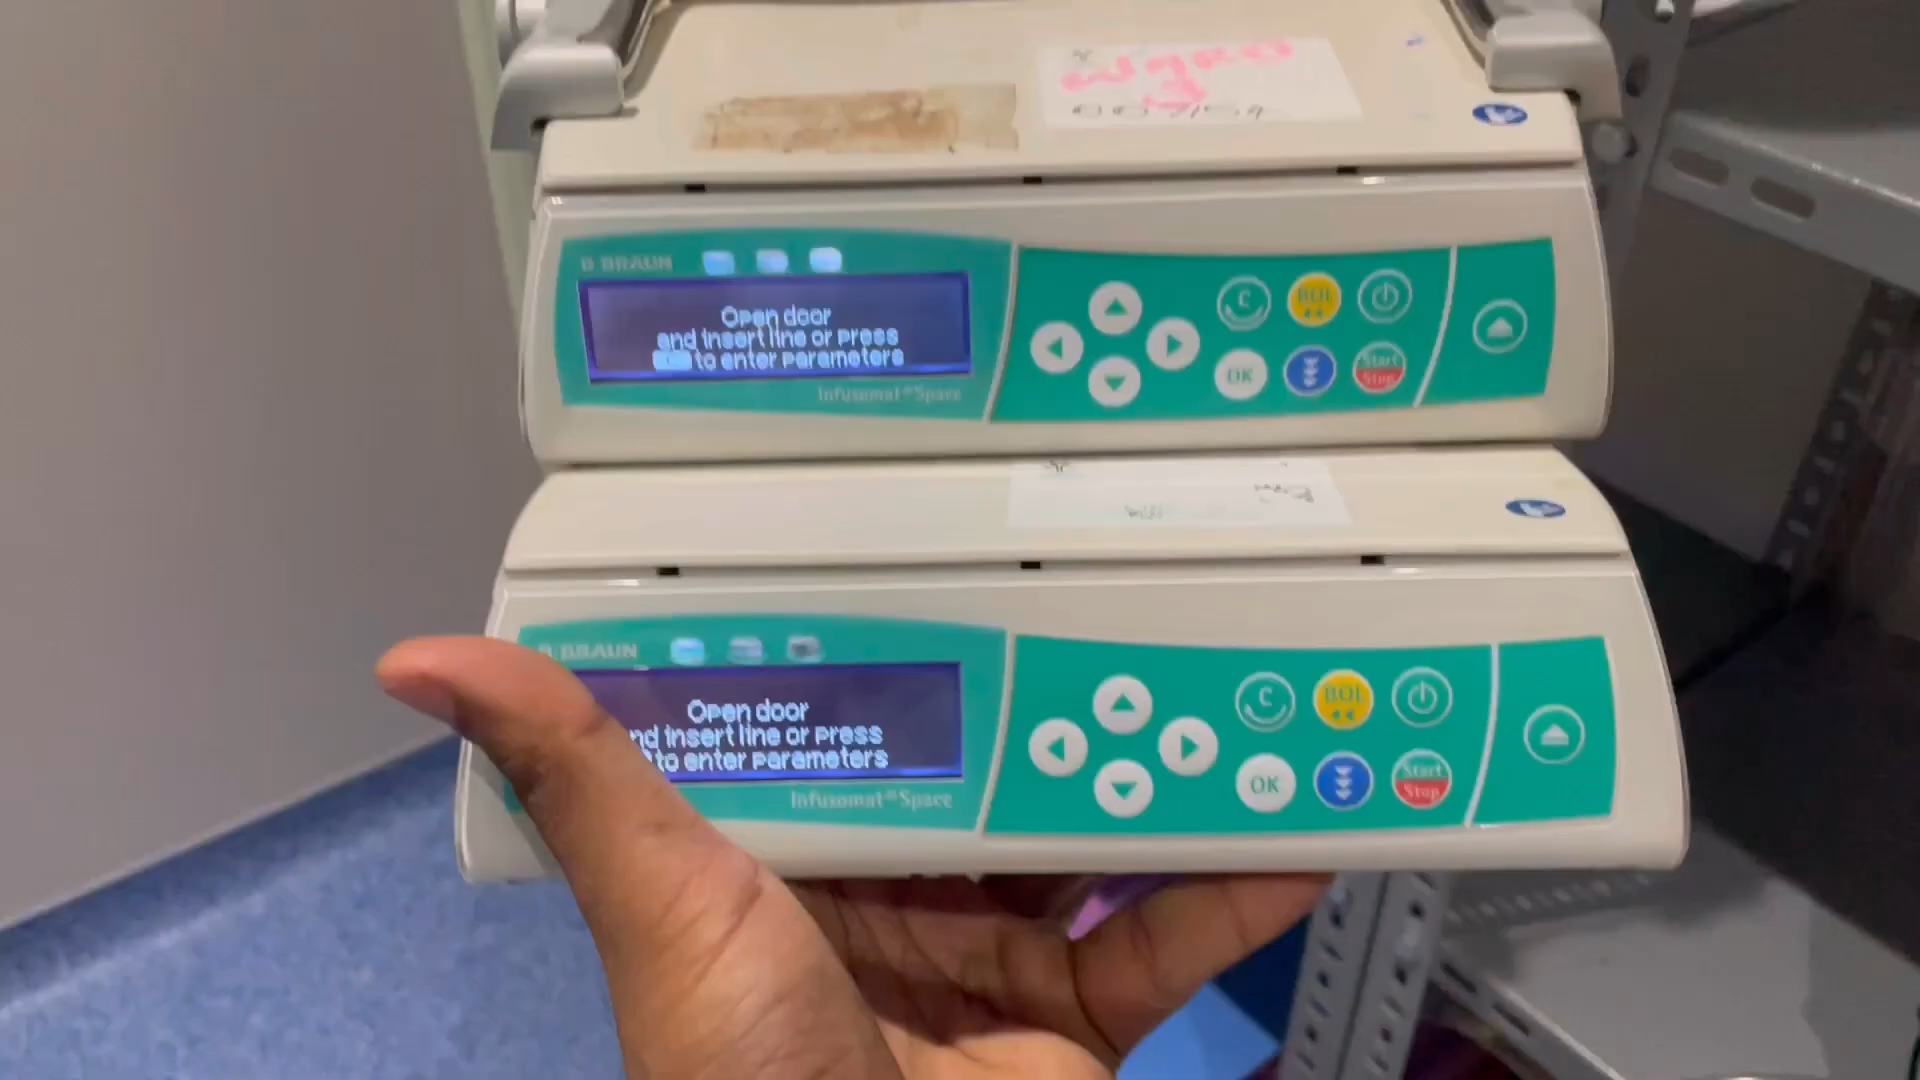 B BRAUN
Open door
and insert line or press
to enter parameters
Infusomat®Space
C
BOL
OK
Start
Stop
B BRAUN
Open door
nd insert line or press
to enter parameters
Infusomat®Space
C
BOL
OK
Start
Stop